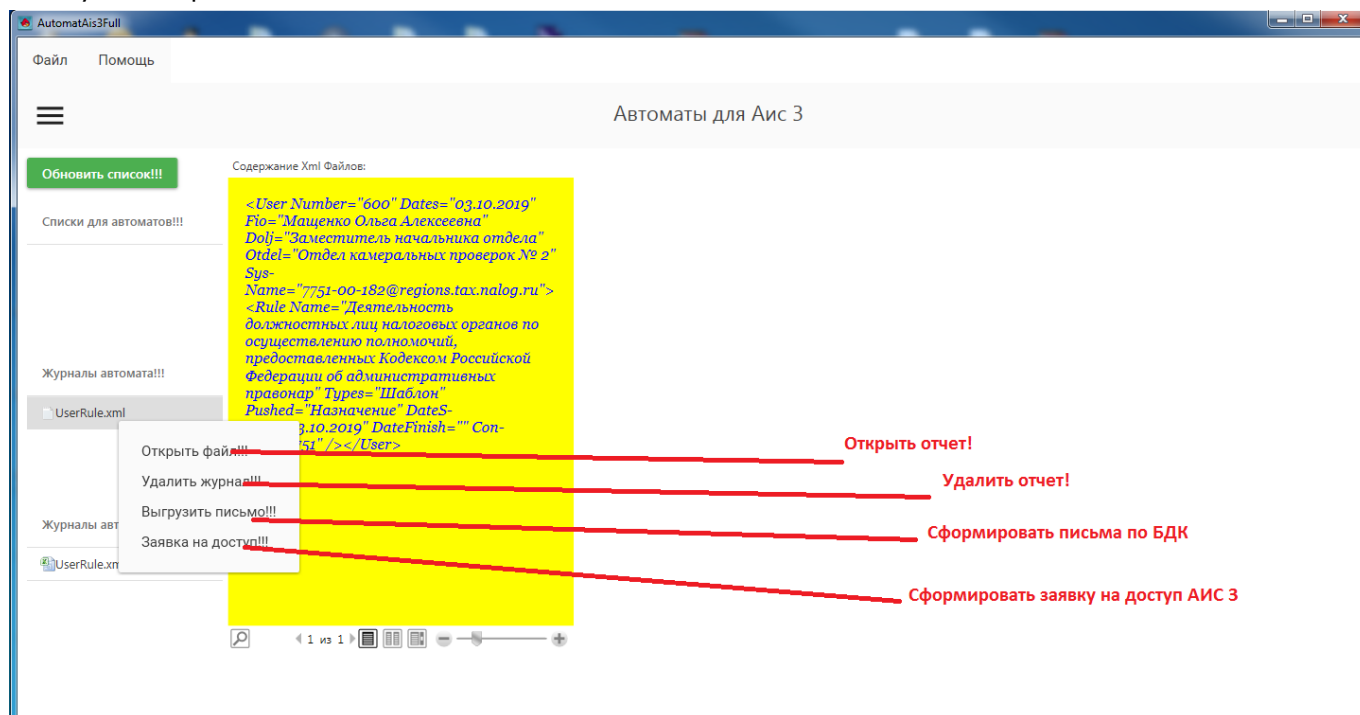 AutomatAis3Full
Файл Помощь
Автоматы для Аис 3
Обновить список!!!
Содержание Xml Файлов:
Списки для автоматов!!!
<User Number="600" Dates="03.10.2019"
Fio="Мащенко Ольга Алексеевна"
Dolj="Заместитель начальника отдела"
Otdel="Отдел камеральных проверок № 2"
Sys-
Name="7751-00-182@regions.tax.nalog.ru">
<Rule Name="Деятельность
должностных лиц налоговых органов по
осуществлению полномочий,
предоставленных Кодексом Российской
Федерации об административных
правонар" Types="Шаблон"
Pushed="Назначение" DateS-
3.10.2019" DateFinish="" Con-
51" /></User>
Журналы автомата!!!
UserRule.xml
Открыть файл!!!
Удалить журнал!!!
Выгрузить письмо!!!
Заявка на доступ!!!
Открыть отчет!
Удалить отчет!
Сформировать письма по БДК
Сформировать заявку на доступ АИС 3
Журналы авт
UserRule.xm
1 из 1